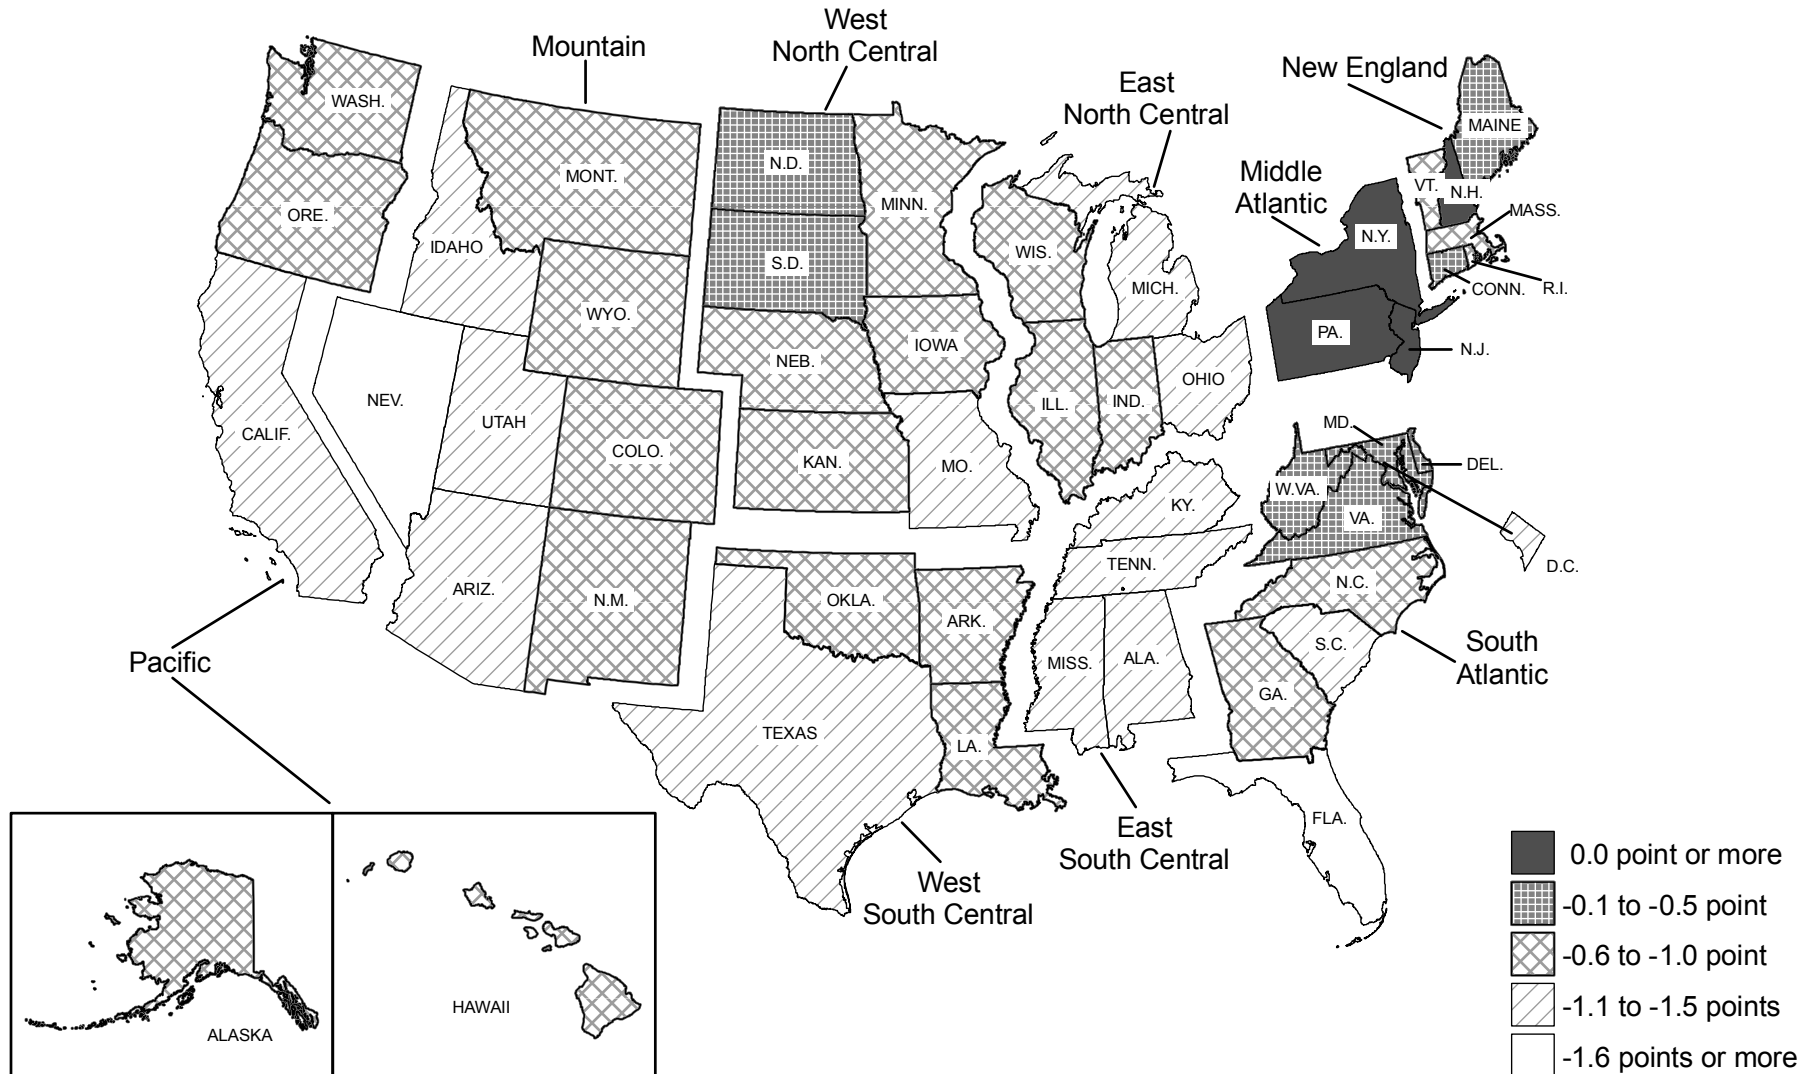 West
North Central
Mountain
New England
East
North Central
WASH.
MAINE
N.D.
MONT.
Middle
Atlantic
VT.
N.H.
MINN.
ORE.
MASS.
N.Y.
IDAHO
WIS.
S.D.
MICH.
CONN.
R.I.
WYO.
PA.
IOWA
N.J.
NEB.
OHIO
NEV.
ILL.
IND.
UTAH
MD.
CALIF.
COLO.
KAN.
MO.
DEL.
W.VA.
KY.
VA.
TENN.
D.C.
N.C.
ARIZ.
N.M.
OKLA.
ARK.
South
Atlantic
S.C.
Pacific
MISS.
ALA.
GA.
TEXAS
LA.
FLA.
East
South Central
West
South Central
0.0 point or more
-0.1 to -0.5 point
-0.6 to -1.0 point
-1.1 to -1.5 points
-1.6 points or more
HAWAII
ALASKA